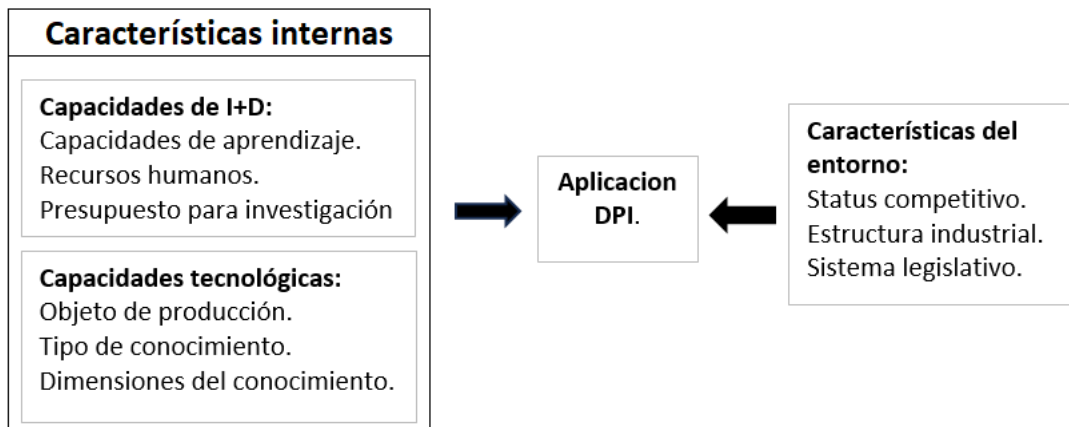 Características internas
Capacidades de I+D:
Capacidades de aprendizaje.
Recursos humanos.
Presupuesto para investigación
Capacidades tecnológicas:
Objeto de producción.
Tipo de conocimiento.
Dimensiones del conocimiento.
Aplicacion
DPI.
Características del
entorno:
Status competitivo.
Estructura industrial.
Sistema legislativo.